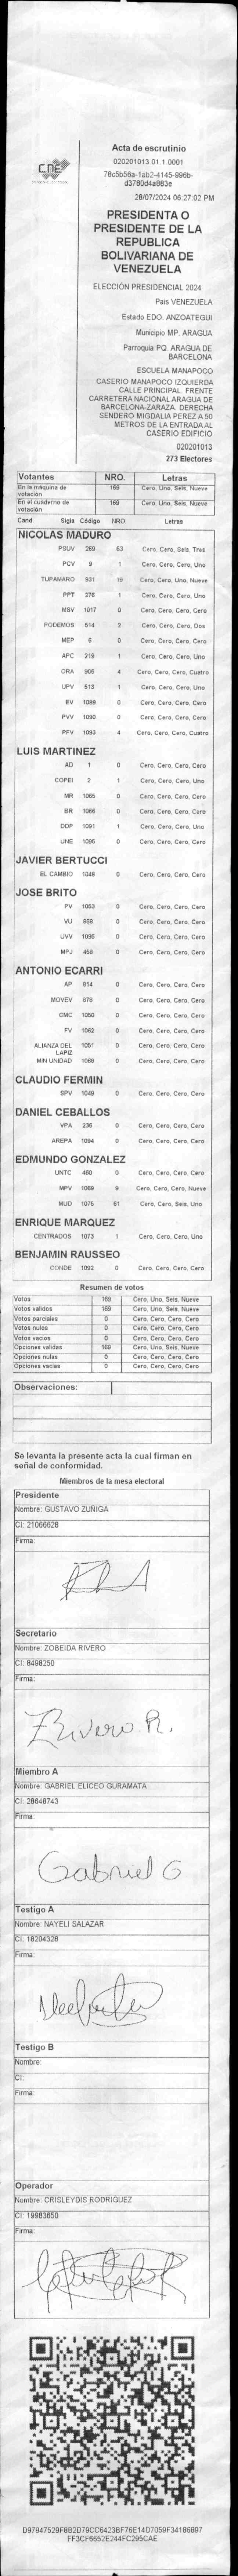 CNE
Acta de escrutinio
020201013.01.1.0001
78c5b56a-1ab2-4145-996b-
d3780d4a883e
28/07/2024 06:27:02 PM
PRESIDENTA O
PRESIDENTE DE LA
REPUBLICA
BOLIVARIANA DE
VENEZUELA
ELECCIÓN PRESIDENCIAL 2024
Pais VENEZUELA
Estado EDO. ANZOATEGUI
Municipio MP. ARAGUA
Parroquia PQ. ARAGUA DE
BARCELONA
ESCUELA MANAPOCO
CASERIO MANAPOCO IZQUIERDA
CALLE PRINCIPAL. FRENTE
CARRETERA NACIONAL ARAGUA DE
BARCELONA-ZARAZA. DERECHA
SENDERO MIGDALIA PEREZ A 50
METROS DE LA ENTRADA AL
CASERIO EDIFICIO
020201013
273 Electores
Votantes NRO. Letras
En la máquina de votación 169 Cero, Uno, Seis, Nueve
En el cuaderno de votación 169 Cero, Uno, Seis, Nueve
Cand. Sigla Código NRO. Letras
NICOLAS MADURO
PSUV 269 63 Cero, Cero, Seis, Tres
PCV 9 1 Cero, Cero, Cero, Uno
TUPAMARO 931 19 Cero, Cero, Uno, Nueve
PPT 376 1 Cero, Cero, Cero, Uno
MSV 1017 0 Cero, Cero, Cero, Cero
PODEMOS 514 2 Cero, Cero, Cero, Dos
MEP 6 0 Cero, Cero, Cero, Cero
APC 219 1 Cero, Cero, Cero, Uno
ORA 906 4 Cero, Cero, Cero, Cuatro
UPV 513 1 Cero, Cero, Cero, Uno
EV 1089 0 Cero, Cero, Cero, Cero
PVV 1090 0 Cero, Cero, Cero, Cero
PFV 1093 4 Cero, Cero, Cero, Cuatro
LUIS MARTINEZ
AD 1 0 Cero, Cero, Cero, Cero
COPEI 2 1 Cero, Cero, Cero, Uno
MR 1065 0 Cero, Cero, Cero, Cero
BR 1066 0 Cero, Cero, Cero, Cero
DDP 1091 1 Cero, Cero, Cero, Uno
UNE 1095 0 Cero, Cero, Cero, Cero
JAVIER BERTUCCI
EL CAMBIO 1048 0 Cero, Cero, Cero, Cero
JOSE BRITO
PV 1063 0 Cero, Cero, Cero, Cero
VU 0 Cero, Cero, Cero, Cero
UVV 1096 0 Cero, Cero, Cero, Cero
MPJ 458 0 Cero, Cero, Cero, Cero
ANTONIO ECARRI
AP 914 0 Cero, Cero, Cero, Cero
MOVEV 0 Cero, Cero, Cero, Cero
CMC 1050 0 Cero, Cero, Cero, Cero
FV 1062 0 Cero, Cero, Cero, Cero
ALIANZA DEL LAPIZ 1051 0 Cero, Cero, Cero, Cero
MIN UNIDAD 1068 0 Cero, Cero, Cero, Cero
CLAUDIO FERMIN
SPV 1049 0 Cero, Cero, Cero, Cero
DANIEL CEBALLOS
VPA 236 0 Cero, Cero, Cero, Cero
AREPA 1094 0 Cero, Cero, Cero, Cero
EDMUNDO GONZALEZ
UNTC 460 0 Cero, Cero, Cero, Cero
MPV 1069 9 Cero, Cero, Cero, Nueve
MUD 1075 61 Cero, Cero, Seis, Uno
ENRIQUE MARQUEZ
CENTRADOS 1073 1 Cero, Cero, Cero, Uno
BENJAMIN RAUSSEO
CONDE 1092 0 Cero, Cero, Cero, Cero
Resumen de votos
Votos 169 Cero, Uno, Seis, Nueve
Votos validos 169 Cero, Uno, Seis, Nueve
Votos parciales 0 Cero, Cero, Cero, Cero
Votos nulos 0 Cero, Cero, Cero, Cero
Votos vacios 0 Cero, Cero, Cero, Cero
Opciones validas 169 Cero, Uno, Seis, Nueve
Opciones nulas 0 Cero, Cero, Cero, Cero
Opciones vacias 0 Cero, Cero, Cero, Cero
Observaciones:
Se levanta la presente acta la cual firman en
señal de conformidad.
Miembros de la mesa electoral
Presidente
Nombre: GUSTAVO ZUÑIGA
CI: 21066628
Firma:
Secretario
Nombre: ZOBEIDA RIVERO
CI: 8498250
Firma:
ZRivero R.
Miembro A
Nombre: GABRIEL ELICEO GURAMATA
CI: 28648743
Firma:
Gabriel G
Testigo A
Nombre: NAYELI SALAZAR
CI: 18204328
Firma:
Testigo B
Nombre:
CI:
Firma:
Operador
Nombre: CRISLEYDIS RODRIGUEZ
CI: 19983650
Firma:
D97947529F8B2D79CC6423BF76E14D7059F34186897
FF3CF6652E244FC295CAE